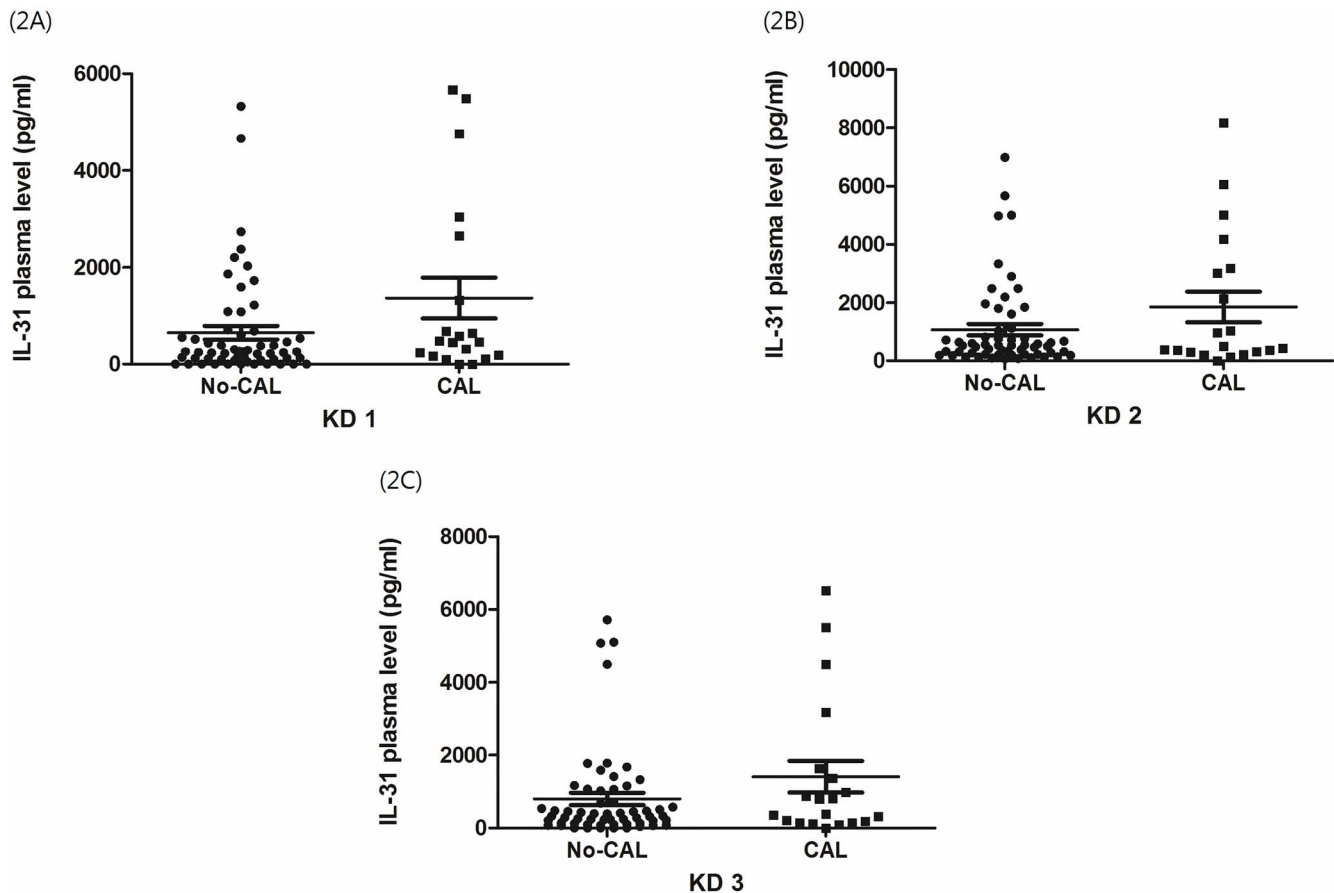 (2A)
IL-31 plasma level (pg/ml)
6000
4000
2000
0
No-CAL CAL
KD 1
(2B)
IL-31 plasma level (pg/ml)
10000
8000
6000
4000
2000
0
No-CAL CAL
KD 2
(2C)
IL-31 plasma level (pg/ml)
8000
6000
4000
2000
0
No-CAL CAL
KD 3